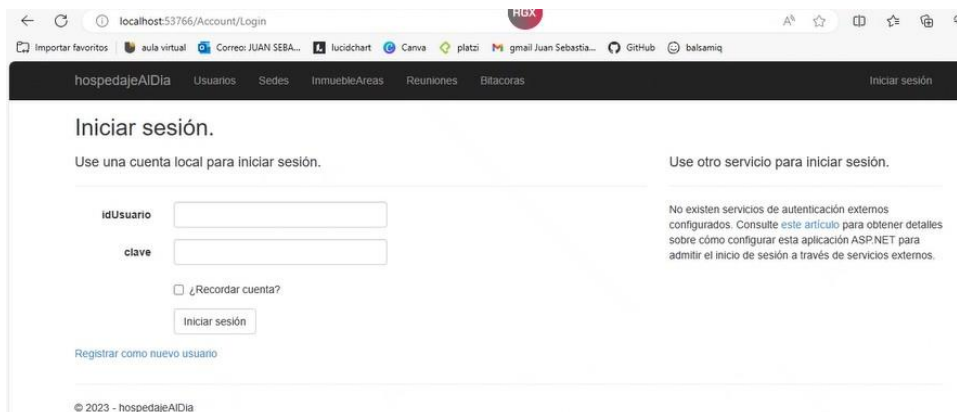 HGX
localhost:53766/Account/Login
Importar favoritos aula virtual Correo: JUAN SEBA... lucidchart Canva platzi gmail Juan Sebastia... GitHub balsamiq
hospedajeAlDia Usuarios Sedes InmuebleAreas Reuniones Bitacoras Iniciar sesión
Iniciar sesión.
Use una cuenta local para iniciar sesión.
Use otro servicio para iniciar sesión.
idUsuario
clave
¿Recordar cuenta?
Iniciar sesión
Registrar como nuevo usuario
No existen servicios de autenticación externos
configurados. Consulte este artículo para obtener detalles
sobre cómo configurar esta aplicación ASP.NET para
admitir el inicio de sesión a través de servicios externos.
© 2023 - hospedajeAlDia